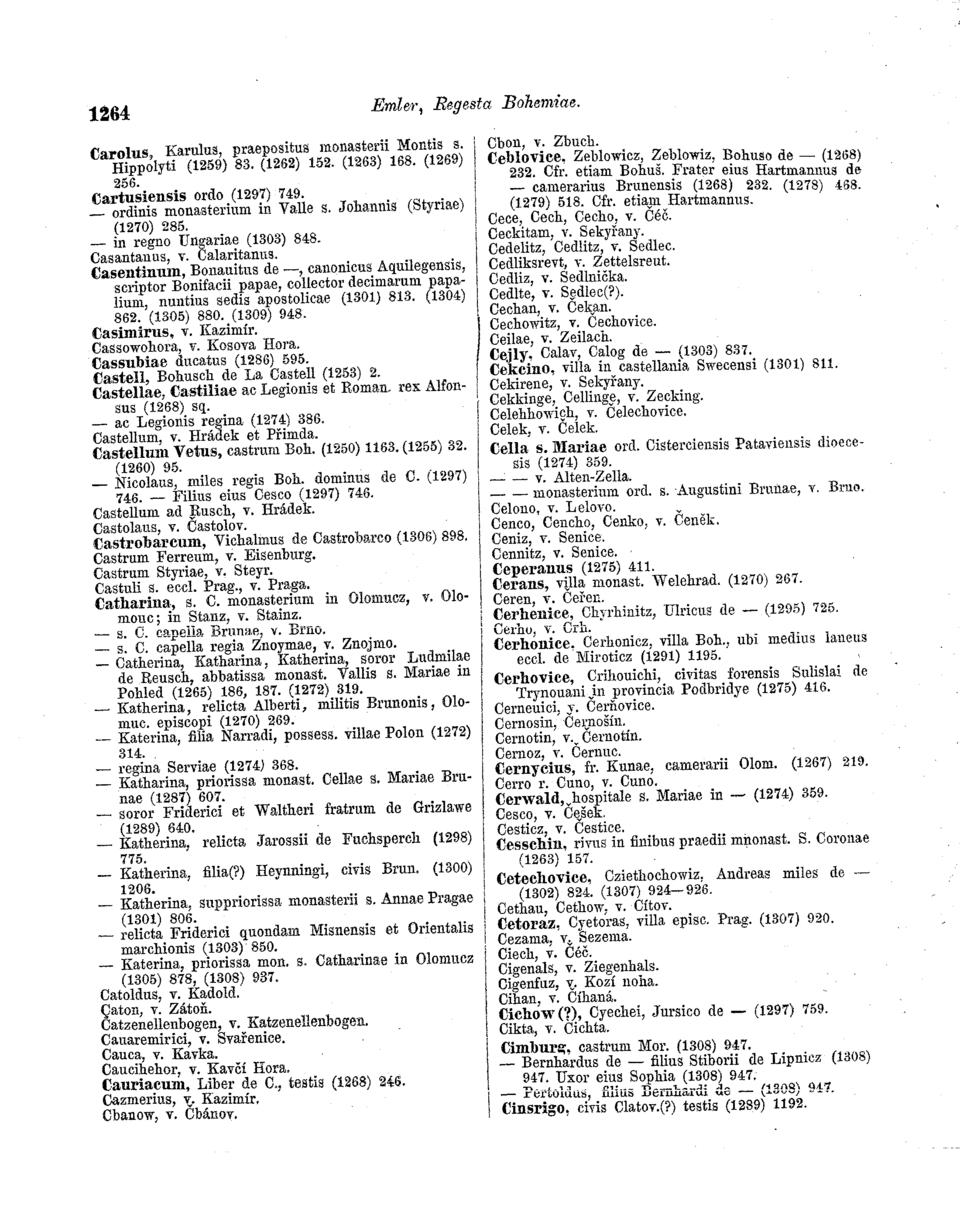 1264
Emler, Regesta Bohemiae.
Carolus, Karulus, praepositus monasterii Montis s.
Hippolyti (1259) 83. (1262) 152. (1263) 168. (1269)
256.
Cartusiensis ordo (1297) 749.
— ordinis monasterium in Valle s. Johannis (Styriae)
(1270) 285.
— in regno Ungariae (1303) 848.
Casantanus, v. Calaritanus.
Casentinum, Bonauitus de —, canonicus Aquilegensis,
scriptor Bonifacii papae, collector decimarum papa-
lium, nuntius sedis apostolicae (1301) 813. (1304)
862. (1305) 880. (1309) 948.
Casimirus, v. Kazimír.
Cassowohora, v. Kosova Hora.
Cassubiae ducatus (1286) 595.
Castell, Bohusch de La Castell (1253) 2.
Castellae, Castiliae ac Legionis et Roman. rex Alfon-
sus (1268) sq.
— ac Legionis regina (1274) 386.
Castellum, v. Hrádek et Přimda.
Castellum Vetus, castrum Boh. (1250) 1163. (1255) 32.
(1260) 95.
— Nicolaus, miles regis Boh. dominus de C. (1297)
746. — Filius eius Cesco (1297) 746.
Castellum ad Rusch, v. Hrádek.
Castolaus, v. Častolov.
Castrobarcum, Vichalmus de Castrobarco (1306) 898.
Castrum Ferreum, v. Eisenburg.
Castrum Styriae, v. Steyr.
Castuli s. eccl. Prag., v. Praga.
Catharina, s. C. monasterium in Olomucz, v. Olo-
mouc; in Stanz, v. Stainz.
— s. C. capella Brunae, v. Brno.
— s. C. capella regia Znoymae, v. Znojmo.
— Catherina, Katharina, Katherina, soror Ludmilae
de Reusch, abbatissa monast. Vallis s. Mariae in
Pohled (1265) 186, 187. (1272) 319.
— Katherina, relicta Alberti, militis Brunonis, Olo-
muc. episcopi (1270) 269.
— Katerina, filia Narradi, possess. villae Polon (1272)
314.
— regina Serviae (1274) 368.
— Katharina, priorissa monast. Cellae s. Mariae Bru-
nae (1287) 607.
— soror Friderici et Waltheri fratrum de Grizlawe
(1289) 640.
— Katherina, relicta Jarossii de Fuchsperch (1298)
775.
— Katherina, filia(?) Heynningi, civis Brun. (1300)
1206.
— Katherina, suppriorissa monasterii s. Annae Pragae
(1301) 806.
— relicta Friderici quondam Misnensis et Orientalis
marchionis (1303) 850.
— Katerina, priorissa mon. s. Catharinae in Olomucz
(1305) 878, (1308) 937.
Catoldus, v. Kadold.
Caton, v. Zátoň.
Catzenellenbogen, v. Katzenellenbogen.
Cauaremirici, v. Svařenice.
Cauca, v. Kavka.
Caucihehor, v. Kavčí Hora.
Cauriacum, Liber de C., testis (1268) 246.
Cazmerius, v. Kazimír.
Cbanow, v. Čbánov.
Cbon, v. Zbuch.
Ceblovice, Zeblowicz, Zeblowiz, Bohuso de — (1268)
232. Cfr. etiam Bohuš. Frater eius Hartmannus de
— camerarius Brunensis (1268) 232. (1278) 468.
(1279) 518. Cfr. etiam Hartmannus.
Cece, Cech, Cecho, v. Čéč.
Ceckitam, v. Sekyřany.
Cedelitz, Cedlitz, v. Sedlec.
Cedliksrevt, v. Zettelsreut.
Cedliz, v. Sedlnička.
Cedlte, v. Sedlec(?).
Cechan, v. Čekan.
Cechowitz, v. Čechovice.
Ceilae, v. Zeilach.
Cejly, Calav, Calog de — (1303) 837.
Cekcino, villa in castellania Swecensi (1301) 811.
Cekirene, v. Sekyřany.
Cekkinge, Cellinge, v. Zecking.
Celehhowich, v. Čelechovice.
Celek, v. Čelek.
Cella s. Mariae ord. Cisterciensis Pataviensis dioece-
sis (1274) 359.
— — v. Alten-Zella.
— — monasterium ord. s. Augustini Brunae, v. Brno.
Celono, v. Lelovo.
Cenco, Cencho, Cenko, v. Čeněk.
Ceniz, v. Senice.
Cennitz, v. Senice.
Ceperanus (1275) 411.
Cerans, villa monast. Welehrad. (1270) 267.
Ceren, v. Čeřen.
Cerhenice, Chyrhinitz, Ulricus de — (1295) 725.
Cerho, v. Crh.
Cerhonice, Cerhonicz, villa Boh., ubi medius laneus
eccl. de Miroticz (1291) 1195.
Cerhovice, Crihouichi, civitas forensis Sulislai de
Trynouani in provincia Podbridye (1275) 416.
Cerneuici, v. Čerňovice.
Cernosin, Černošín.
Cernotin, v. Černotín.
Cernoz, v. Černuc.
Cernycius, fr. Kunae, camerarii Olom. (1267) 219.
Cerro r. Cuno, v. Cuno.
Cerwald, hospitale s. Mariae in — (1274) 359.
Cesco, v. Češek.
Cesticz, v. Čestice.
Cesschin, rivus in finibus praedii mnonast. S. Coronae
(1263) 157.
Cetechovice, Cziethochowiz, Andreas miles de —
(1302) 824. (1307) 924—926.
Cethau, Cethow, v. Cítov.
Cetoraz, Cyetoras, villa episc. Prag. (1307) 920.
Cezama, v. Sezema.
Ciech, v. Čéč.
Cigenals, v. Ziegenhals.
Cigenfuz, v. Kozí noha.
Cihan, v. Číhaná.
Cichow(?), Cyechei, Jursico de — (1297) 759.
Cikta, v. Cichta.
Cimburg, castrum Mor. (1308) 947.
— Bernhardus de — filius Stiborii de Lipnicz (1308)
947. Uxor eius Sophia (1308) 947.
— Pertoldus, filius Bernhardi de — (1308) 947.
Cinsrigo, civis Clatov.(?) testis (1289) 1192.